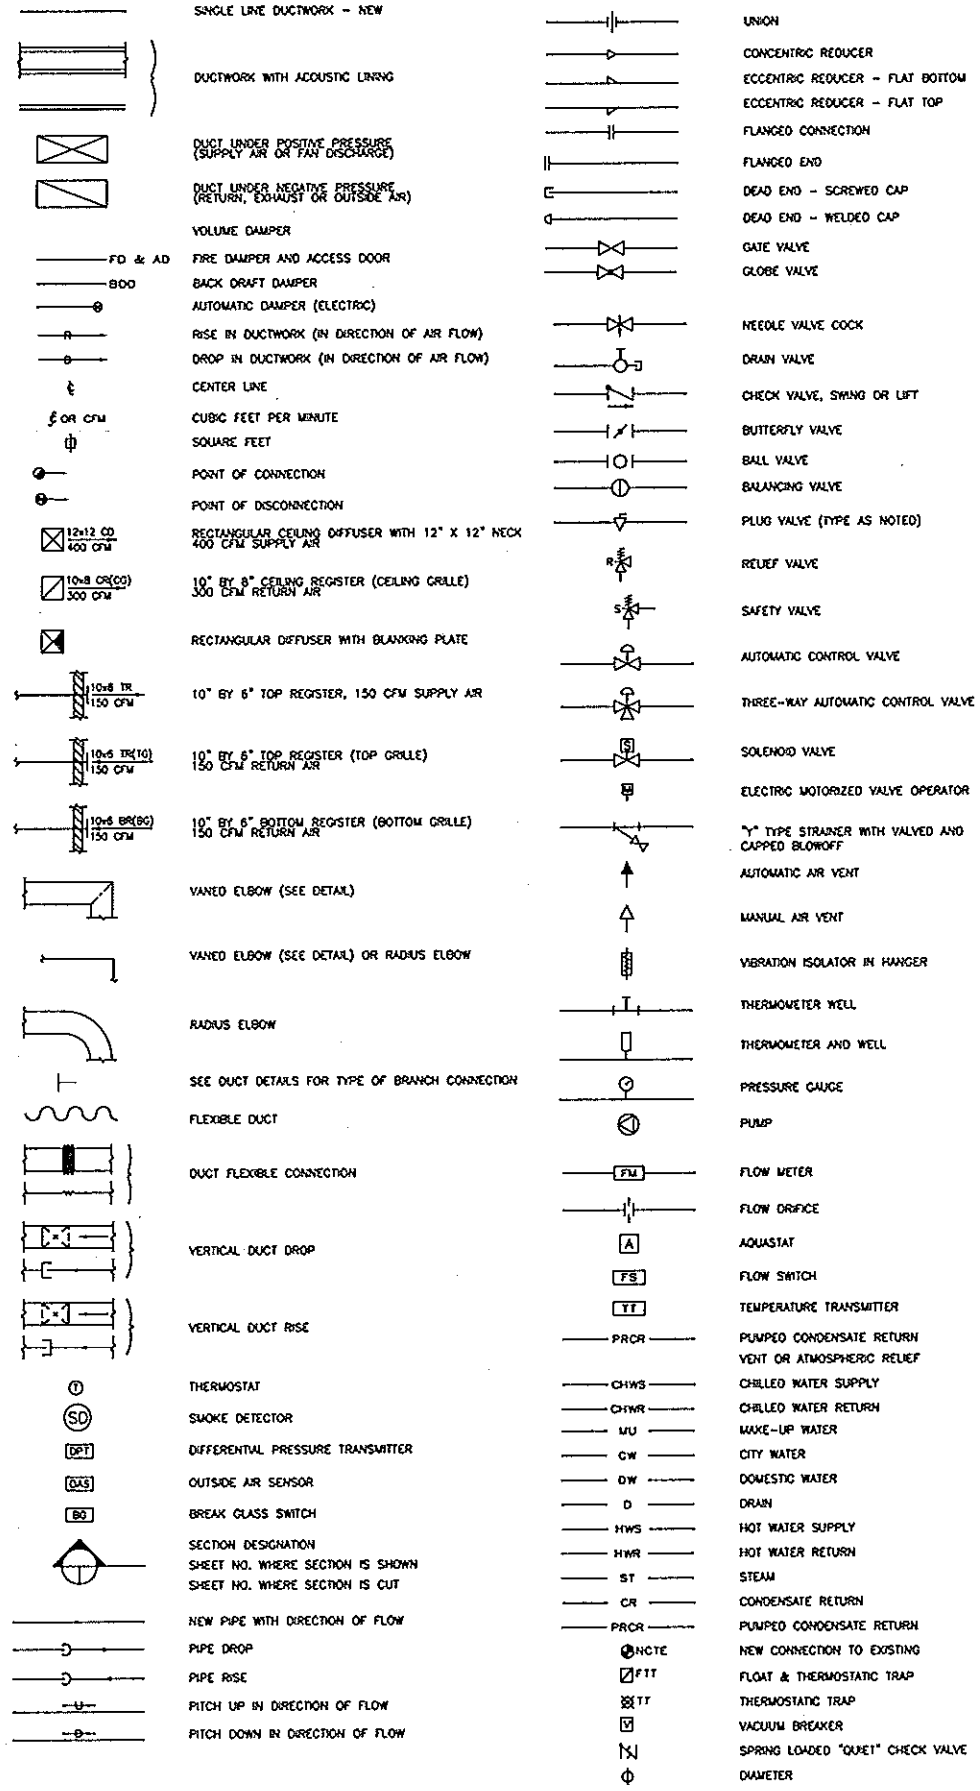 SINGLE LINE DUCTWORK - NEW
DUCTWORK WITH ACOUSTIC LINING
DUCT UNDER POSITIVE PRESSURE
(SUPPLY AIR OR FAN DISCHARGE)
DUCT UNDER NEGATIVE PRESSURE
(RETURN, EXHAUST OR OUTSIDE AIR)
VOLUME DAMPER
FD & AD FIRE DAMPER AND ACCESS DOOR
BDD BACK DRAFT DAMPER
M AUTOMATIC DAMPER (ELECTRIC)
R RISE IN DUCTWORK (IN DIRECTION OF AIR FLOW)
D DROP IN DUCTWORK (IN DIRECTION OF AIR FLOW)
CENTER LINE
OR CFM CUBIC FEET PER MINUTE
SQUARE FEET
POINT OF CONNECTION
POINT OF DISCONNECTION
12x12 CD RECTANGULAR CEILING DIFFUSER WITH 12" X 12" NECK
400 CFM 400 CFM SUPPLY AIR
10x8 CR(CG) 10" BY 8" CEILING REGISTER (CEILING GRILLE)
300 CFM 300 CFM RETURN AIR
RECTANGULAR DIFFUSER WITH BLANKING PLATE
10x6 TR 10" BY 6" TOP REGISTER, 150 CFM SUPPLY AIR
150 CFM
10x6 TR(TG) 10" BY 6" TOP REGISTER (TOP GRILLE)
150 CFM 150 CFM RETURN AIR
10x6 BR(BG) 10" BY 6" BOTTOM REGISTER (BOTTOM GRILLE)
150 CFM 150 CFM RETURN AIR
VANED ELBOW (SEE DETAIL)
VANED ELBOW (SEE DETAIL) OR RADIUS ELBOW
RADIUS ELBOW
SEE DUCT DETAILS FOR TYPE OF BRANCH CONNECTION
FLEXIBLE DUCT
DUCT FLEXIBLE CONNECTION
VERTICAL DUCT DROP
VERTICAL DUCT RISE
T THERMOSTAT
SD SMOKE DETECTOR
DPT DIFFERENTIAL PRESSURE TRANSMITTER
OAS OUTSIDE AIR SENSOR
BG BREAK GLASS SWITCH
SECTION DESIGNATION
SHEET NO. WHERE SECTION IS SHOWN
SHEET NO. WHERE SECTION IS CUT
NEW PIPE WITH DIRECTION OF FLOW
PIPE DROP
PIPE RISE
U PITCH UP IN DIRECTION OF FLOW
D PITCH DOWN IN DIRECTION OF FLOW
UNION
CONCENTRIC REDUCER
ECCENTRIC REDUCER - FLAT BOTTOM
ECCENTRIC REDUCER - FLAT TOP
FLANGED CONNECTION
FLANGED END
DEAD END - SCREWED CAP
DEAD END - WELDED CAP
GATE VALVE
GLOBE VALVE
NEEDLE VALVE COCK
DRAIN VALVE
CHECK VALVE, SWING OR LIFT
BUTTERFLY VALVE
BALL VALVE
BALANCING VALVE
PLUG VALVE (TYPE AS NOTED)
R RELIEF VALVE
S SAFETY VALVE
AUTOMATIC CONTROL VALVE
THREE-WAY AUTOMATIC CONTROL VALVE
S SOLENOID VALVE
M ELECTRIC MOTORIZED VALVE OPERATOR
"Y" TYPE STRAINER WITH VALVED AND
CAPPED BLOWOFF
AUTOMATIC AIR VENT
MANUAL AIR VENT
VIBRATION ISOLATOR IN HANGER
THERMOMETER WELL
THERMOMETER AND WELL
PRESSURE GAUGE
PUMP
FM FLOW METER
FLOW ORIFICE
A AQUASTAT
FS FLOW SWITCH
TT TEMPERATURE TRANSMITTER
PRCR PUMPED CONDENSATE RETURN
VENT OR ATMOSPHERIC RELIEF
CHWS CHILLED WATER SUPPLY
CHWR CHILLED WATER RETURN
MU MAKE-UP WATER
CW CITY WATER
DW DOMESTIC WATER
D DRAIN
HWS HOT WATER SUPPLY
HWR HOT WATER RETURN
ST STEAM
CR CONDENSATE RETURN
PRCR PUMPED CONDENSATE RETURN
NCTE NEW CONNECTION TO EXISTING
FTT FLOAT & THERMOSTATIC TRAP
TT THERMOSTATIC TRAP
V VACUUM BREAKER
SPRING LOADED "QUIET" CHECK VALVE
ϕ DIAMETER